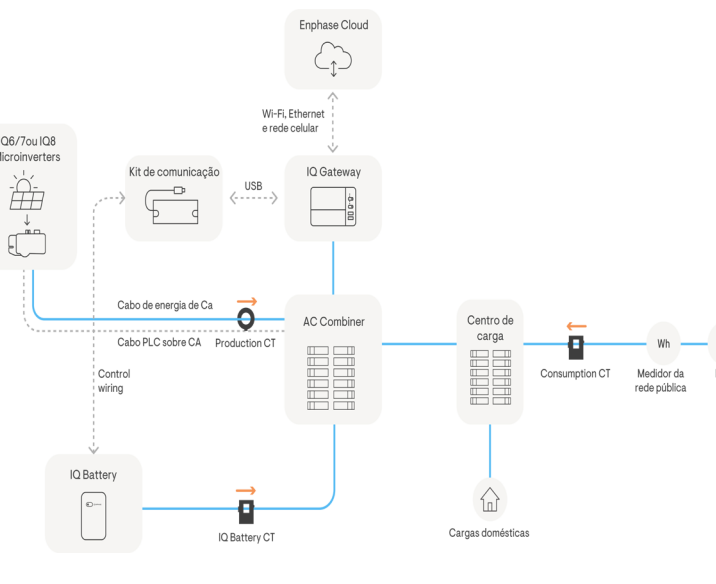 Enphase Cloud
Wi-Fi, Ethernet
e rede celular
Q6/7ou IQ8
licroinverters
Kit de comunicação
USB
IQ Gateway
Cabo de energia de Ca
Cabo PLC sobre CA
Production CT
AC Combiner
Centro de
carga
Consumption CT
Wh
Medidor da
rede pública
Control
wiring
IQ Battery
IQ Battery CT
Cargas domésticas